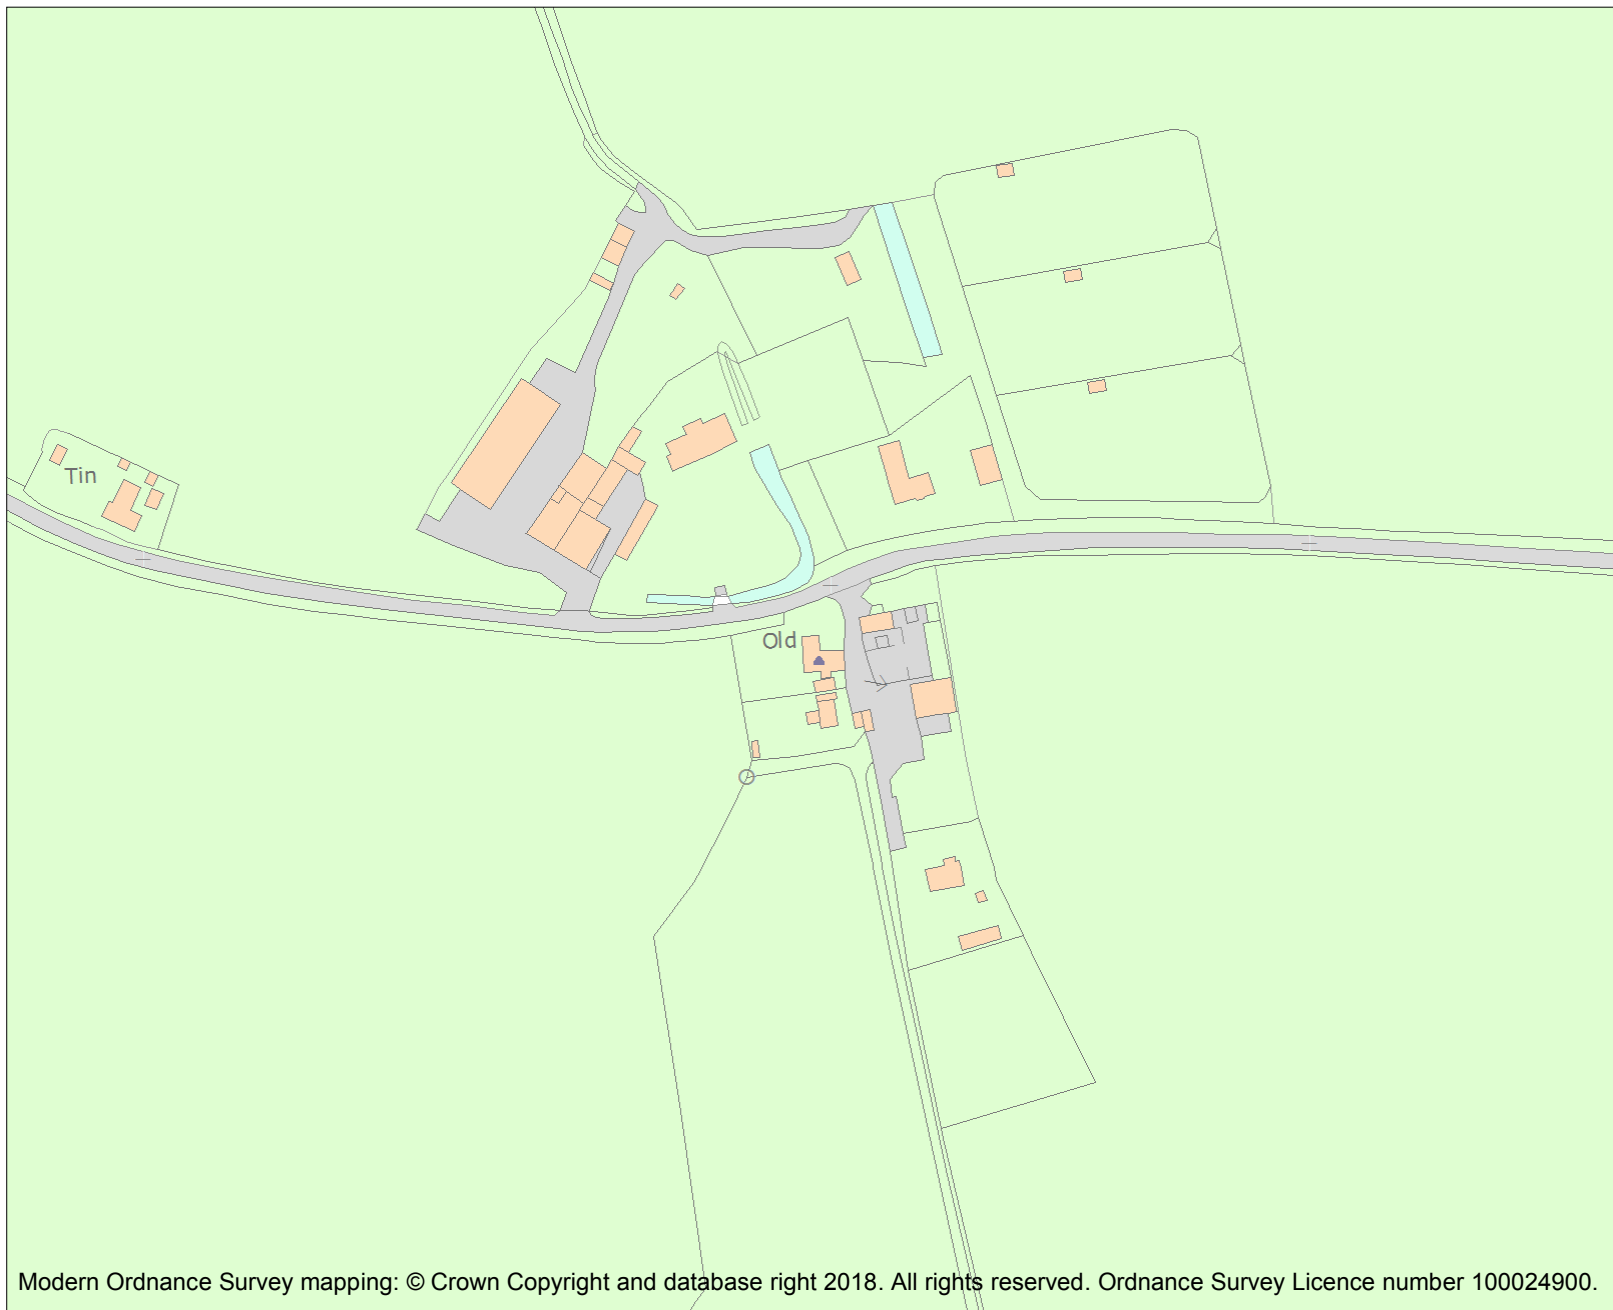 Tin
Old
Modern Ordnance Survey mapping: © Crown Copyright and database right 2018. All rights reserved. Ordnance Survey Licence number 100024900.